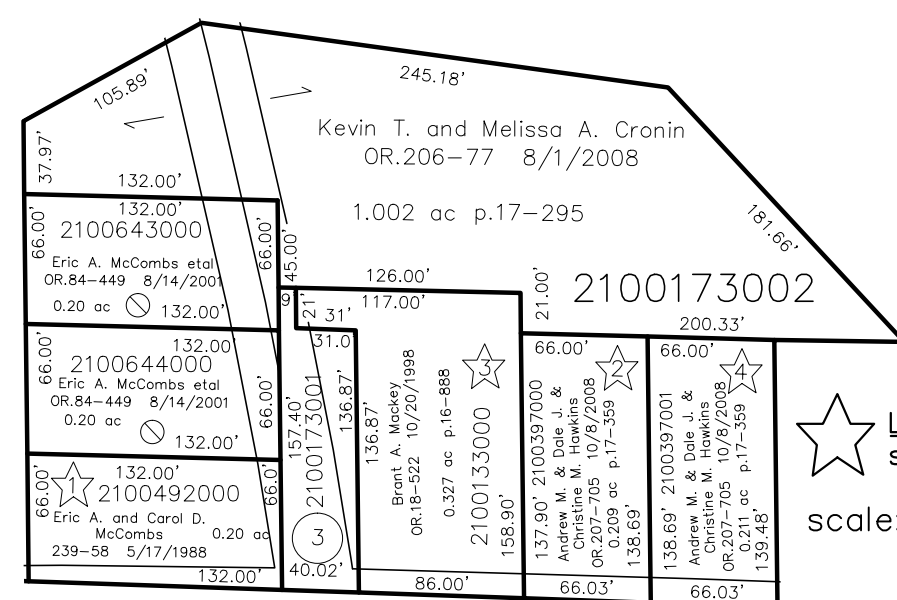 105.89'
245.18'
37.97'
Kevin T. and Melissa A. Cronin
OR.206-77 8/1/2008
1.002 ac p.17-295
181.66'
132.00'
132.00'
66.00'
2100643000
66.00'
45.00'
Eric A. McCombs etal
OR.84-449 8/14/2001
0.20 ac
132.00'
126.00'
21.00'
2100173002
200.33'
9'
21'
117.00'
31'
31.0
132.00'
66.00'
2100644000
66.00'
Eric A. McCombs etal
OR.84-449 8/14/2001
0.20 ac
132.00'
157.40'
2100173001
136.87'
3
40.02'
136.87'
Brant A. Mackey
OR.18-522 10/20/1998
0.327 ac p.16-888
2100133000
3
158.90'
86.00'
66.00'
2
137.90' 2100397000
Andrew M. & Dale J. &
Christine M. Hawkins
OR.207-705 10/8/2008
0.209 ac p.17-359
138.69'
66.03'
66.00'
4
138.69' 2100397001
Andrew M. & Dale J. &
Christine M. Hawkins
OR.207-705 10/8/2008
0.211 ac p.17-359
139.48'
66.03'
66.00'
1
132.00'
2100492000
66.0'
Eric A. and Carol D.
McCombs 0.20 ac
239-58 5/17/1988
132.00'
scale: